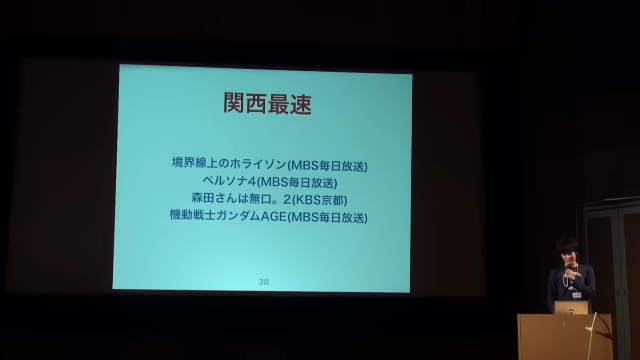 関西最速
境界線上のホライゾン(MBS毎日放送)
ペルソナ4(MBS毎日放送)
森田さんは無口。2(KBS京都)
機動戦士ガンダムAGE(MBS毎日放送)
38